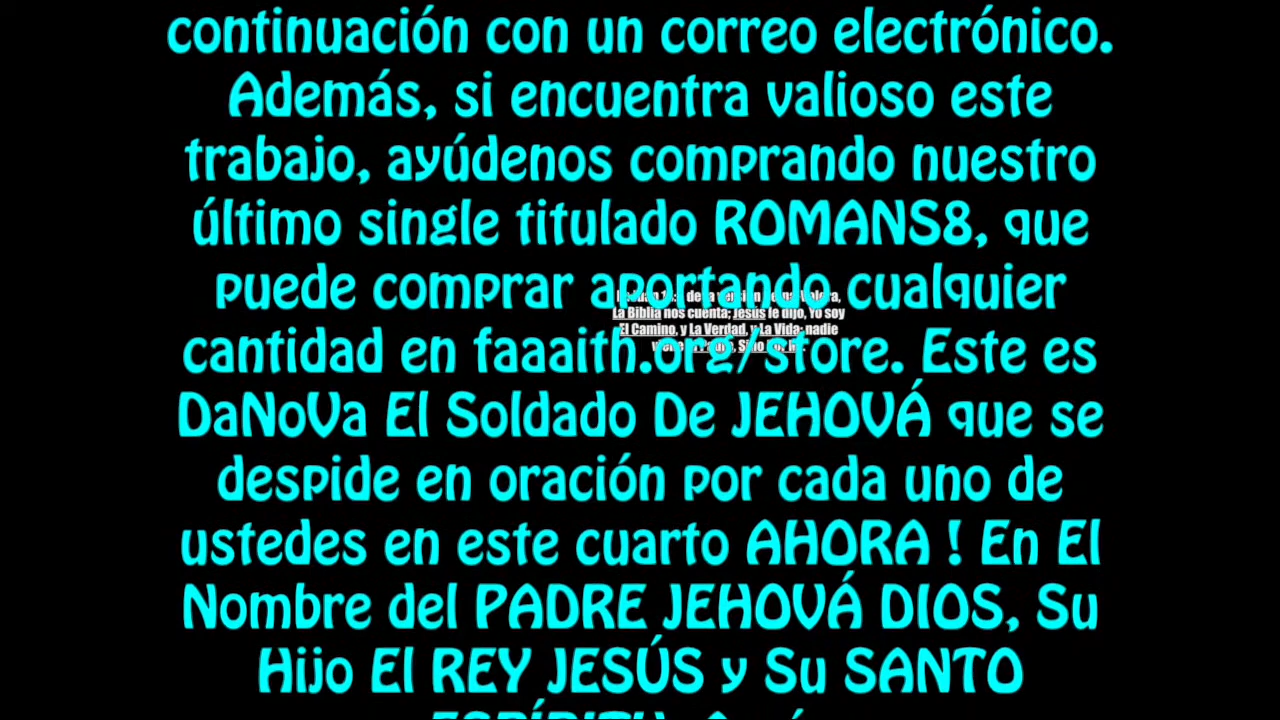 continuación con un correo electrónico.
Además, si encuentra valioso este
trabajo, ayúdenos comprando nuestro
último single titulado ROMANS8, que
puede comprar aportando cualquier
cantidad en faaaith.org/store. Este es
DaNoVa El Soldado De JEHOVÁ que se
despide en oración por cada uno de
ustedes en este cuarto AHORA ! En El
Nombre del PADRE JEHOVÁ DIOS, Su
Hijo El REY JESÚS y Su SANTO
La Biblia nos cuenta; Jesús le dijo, Yo soy
El Camino, y La Verdad, y La Vida; nadie